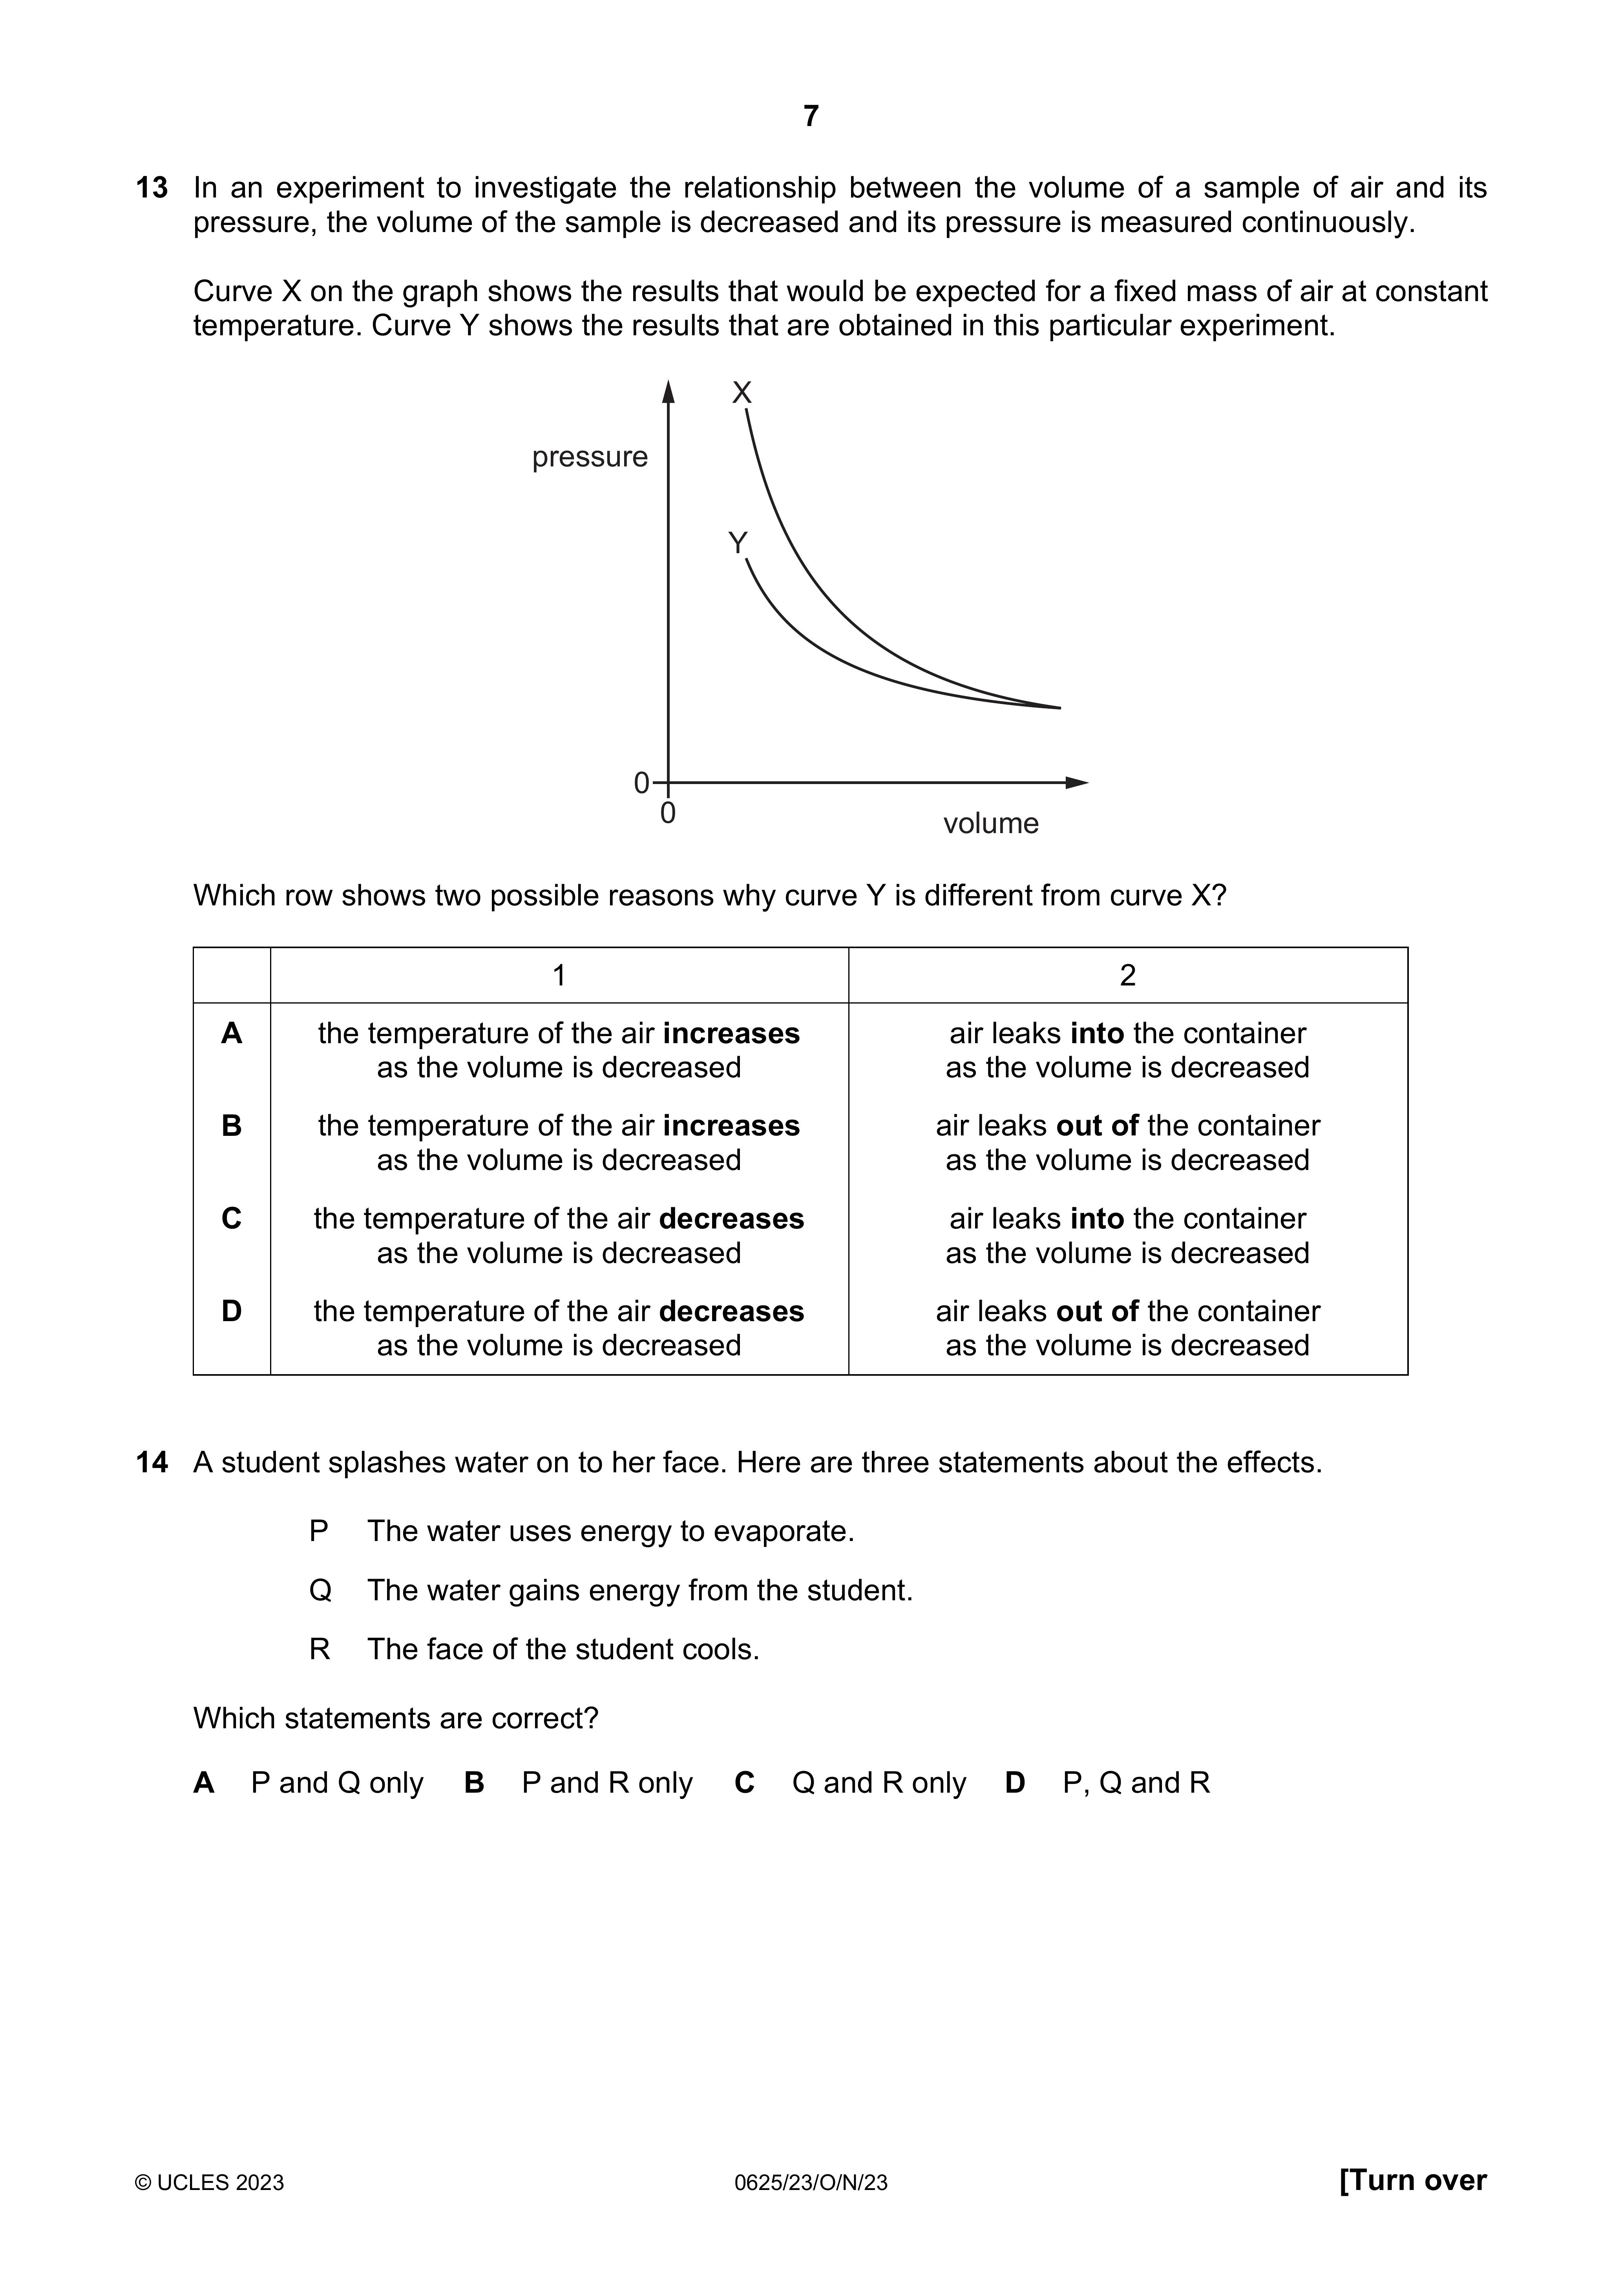 7
13 In an experiment to investigate the relationship between the volume of a sample of air and its
pressure, the volume of the sample is decreased and its pressure is measured continuously.
Curve X on the graph shows the results that would be expected for a fixed mass of air at constant
temperature. Curve Y shows the results that are obtained in this particular experiment.
X
pressure
Y
0
0
volume
Which row shows two possible reasons why curve Y is different from curve X?
1 2
A the temperature of the air increases air leaks into the container
as the volume is decreased as the volume is decreased
B the temperature of the air increases air leaks out of the container
as the volume is decreased as the volume is decreased
C the temperature of the air decreases air leaks into the container
as the volume is decreased as the volume is decreased
D the temperature of the air decreases air leaks out of the container
as the volume is decreased as the volume is decreased
14 A student splashes water on to her face. Here are three statements about the effects.
P The water uses energy to evaporate.
Q The water gains energy from the student.
R The face of the student cools.
Which statements are correct?
A P and Q only B P and R only C Q and R only D P, Q and R
© UCLES 2023 0625/23/O/N/23 [Turn over